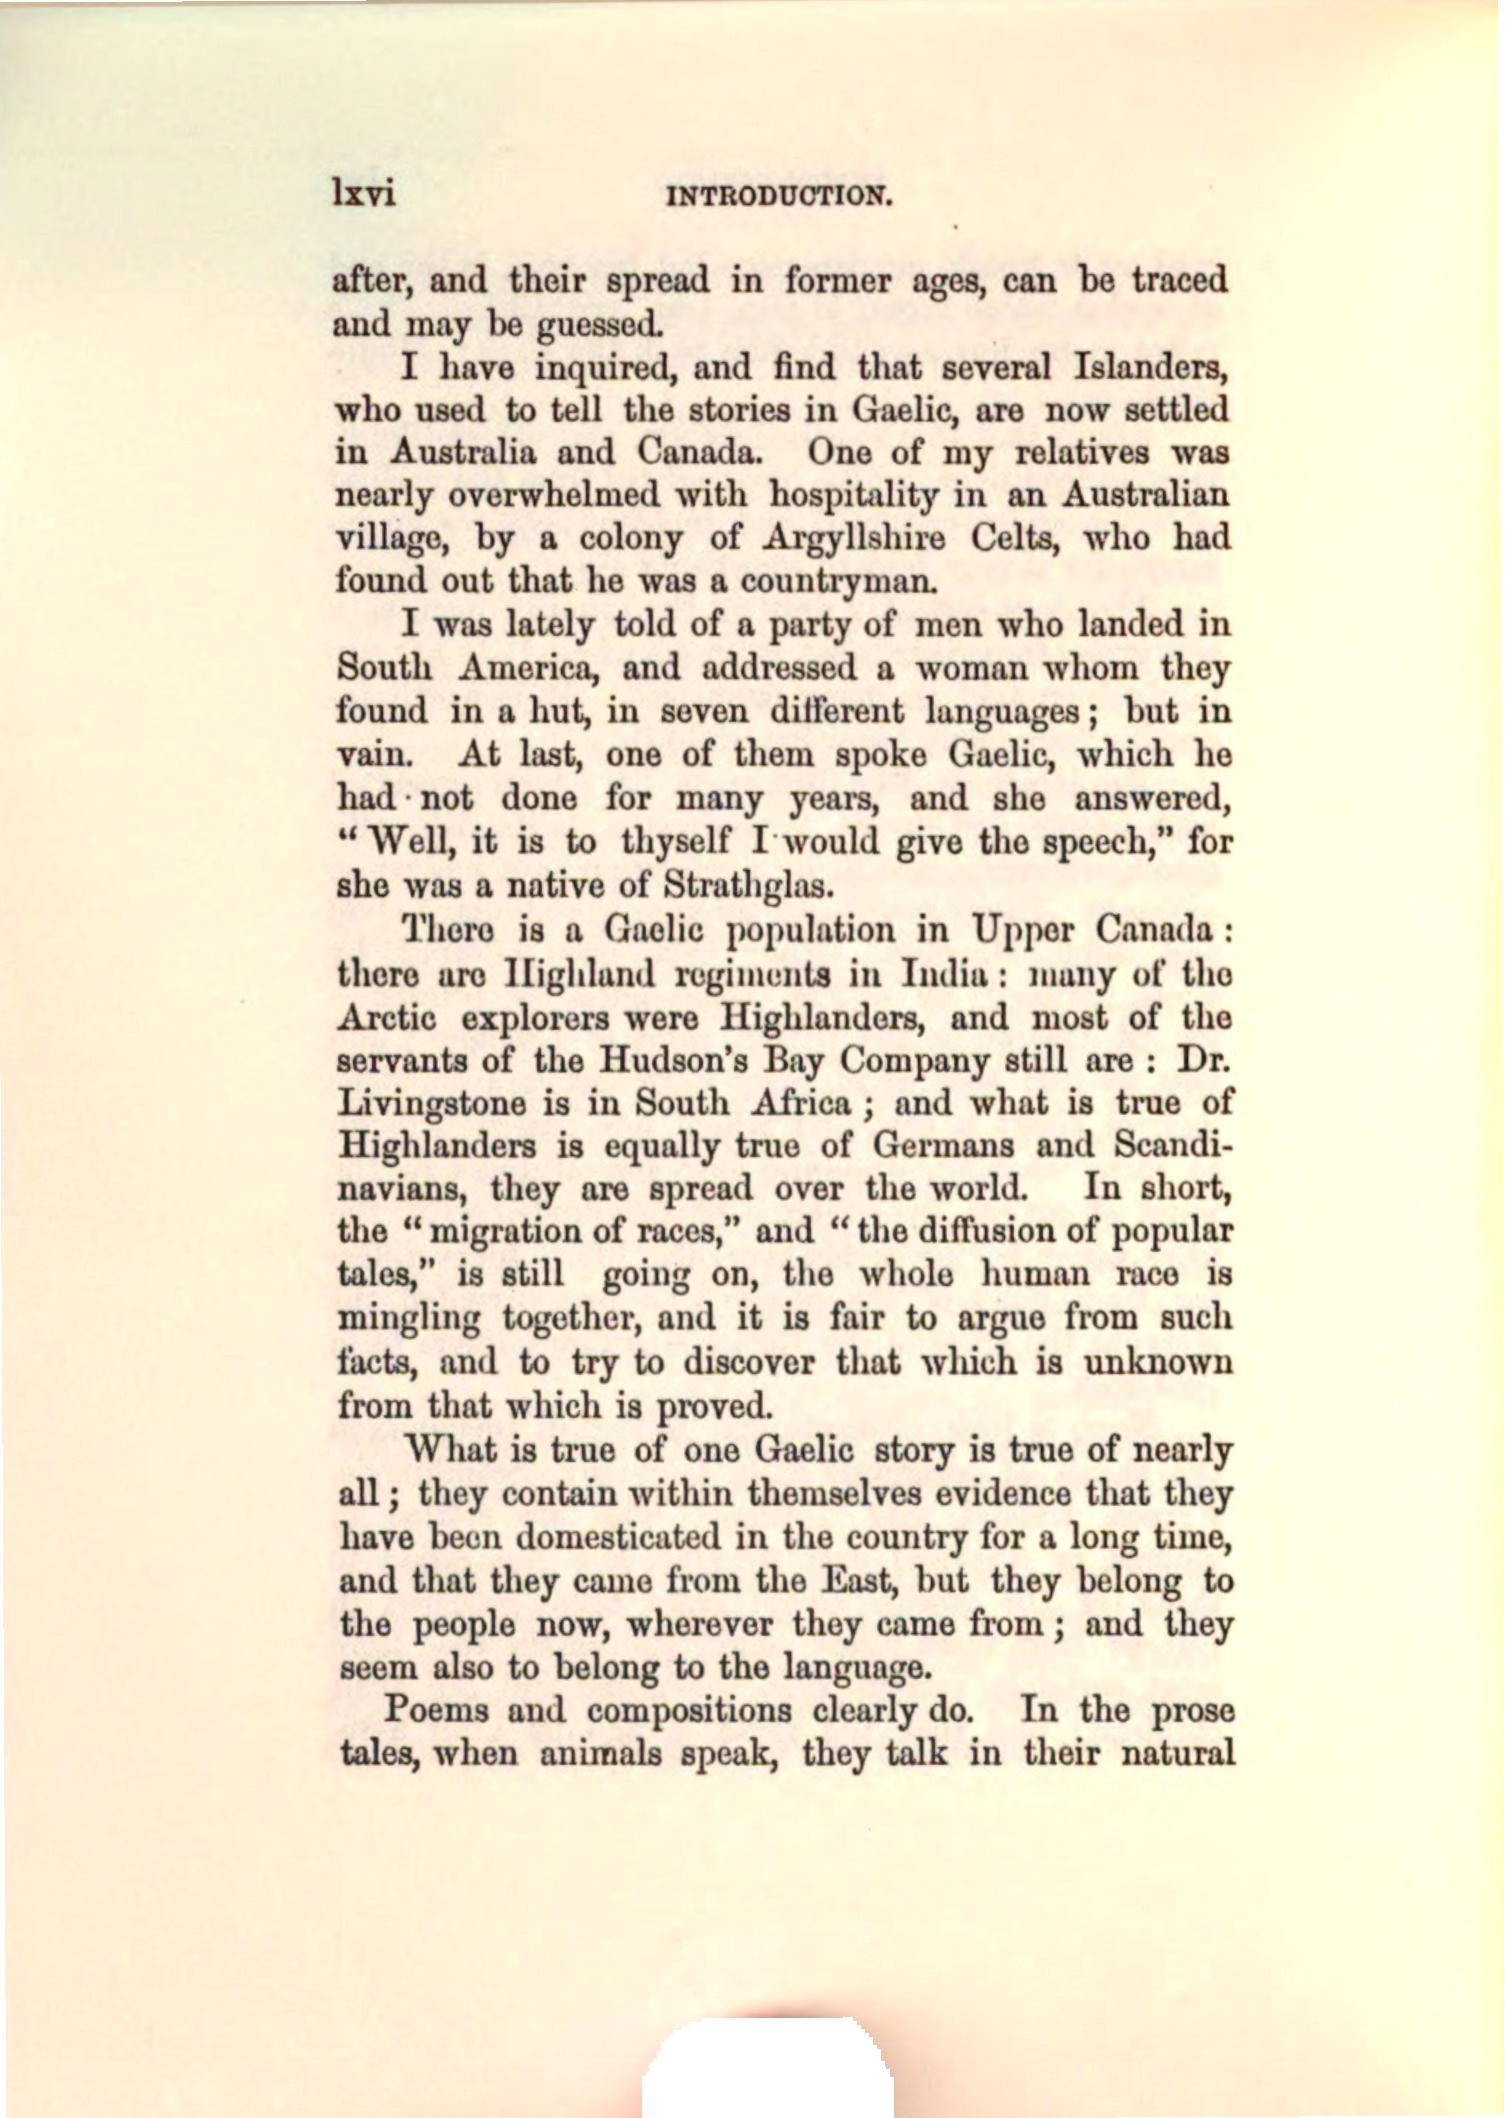 lxvi INTRODUCTION.
after, and their spread in former ages, can be traced
and may be guessed.
I have inquired, and find that several Islanders,
who used to tell the stories in Gaelic, are now settled
in Australia and Canada. One of my relatives was
nearly overwhelmed with hospitality in an Australian
village, by a colony of Argyllshire Celts, who had
found out that he was a countryman.
I was lately told of a party of men who landed in
South America, and addressed a woman whom they
found in a hut, in seven different languages; but in
vain. At last, one of them spoke Gaelic, which he
had not done for many years, and she answered,
“Well, it is to thyself I would give the speech,” for
she was a native of Strathglas.
There is a Gaelic population in Upper Canada:
there are Highland regiments in India: many of the
Arctic explorers were Highlanders, and most of the
servants of the Hudson's Bay Company still are: Dr.
Livingstone is in South Africa; and what is true of
Highlanders is equally true of Germans and Scandi-
navians, they are spread over the world. In short,
the “migration of races,” and “the diffusion of popular
tales,” is still going on, the whole human race is
mingling together, and it is fair to argue from such
facts, and to try to discover that which is unknown
from that which is proved.
What is true of one Gaelic story is true of nearly
all; they contain within themselves evidence that they
have been domesticated in the country for a long time,
and that they came from the East, but they belong to
the people now, wherever they came from; and they
seem also to belong to the language.
Poems and compositions clearly do. In the prose
tales, when animals speak, they talk in their natural